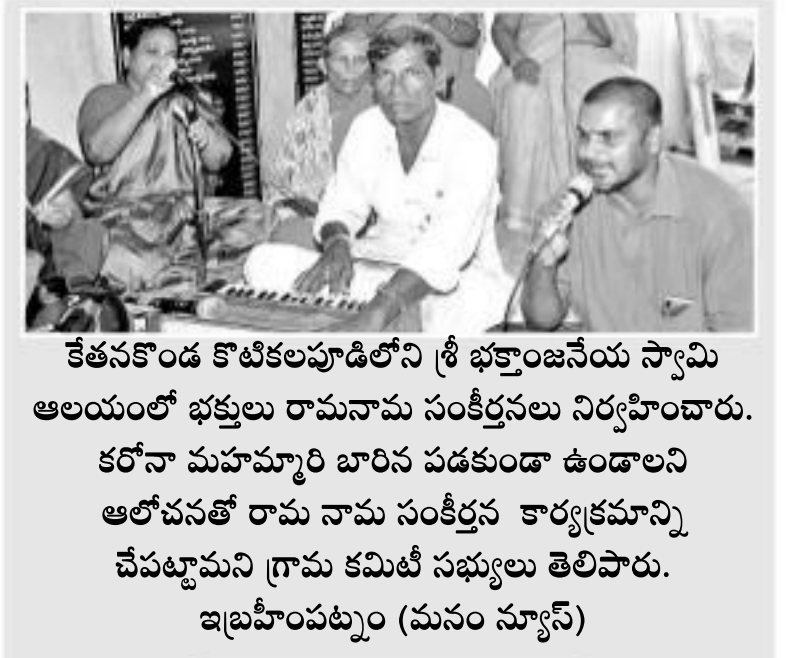 కేతనకొండ కొటికలపూడిలోని శ్రీ భక్తాంజనేయ స్వామి
ఆలయంలో భక్తులు రామనామ సంకీర్తనలు నిర్వహించారు.
కరోనా మహమ్మారి బారిన పడకుండా ఉండాలని
ఆలోచనతో రామ నామ సంకీర్తన కార్యక్రమాన్ని
చేపట్టామని గ్రామ కమిటీ సభ్యులు తెలిపారు.
ఇబ్రహీంపట్నం (మనం న్యూస్)